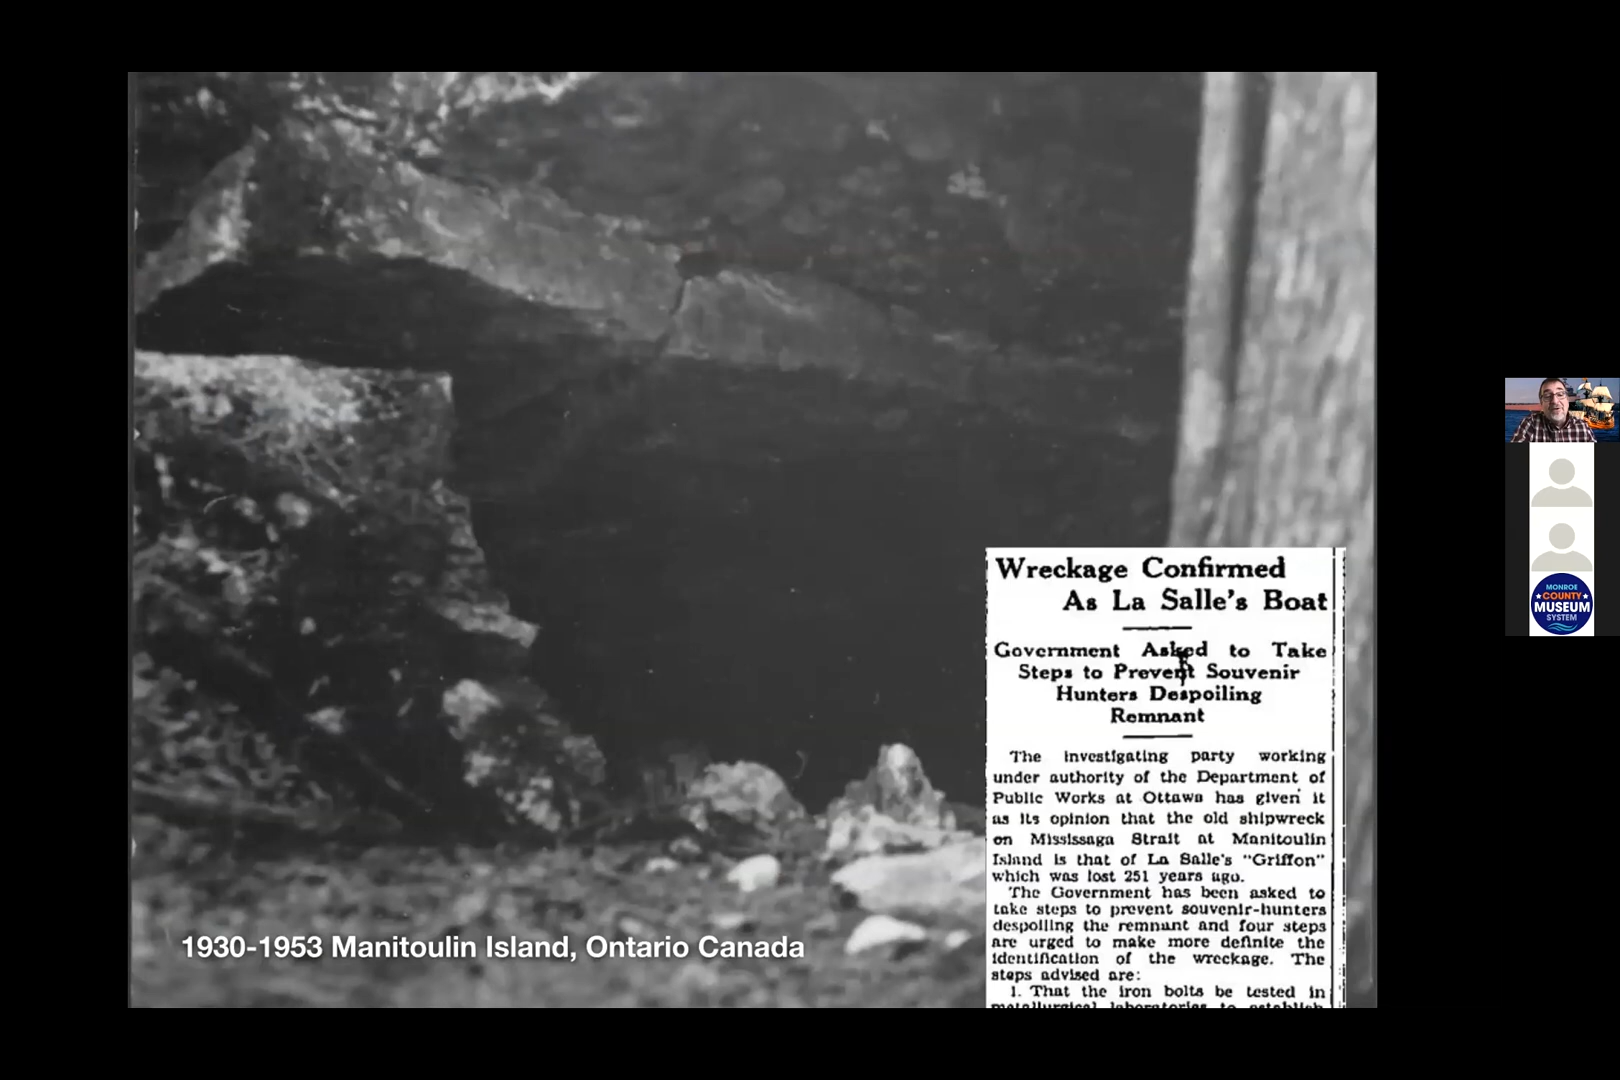 Wreckage Confirmed
As La Salle's Boat
Government Asked to Take
Steps to Prevent Souvenir
Hunters Despoiling
Remnant
The investigating party working
under authority of the Department of
Public Works at Ottawa has given it
as its opinion that the old shipwreck
on Mississaga Strait at Manitoulin
Island is that of La Salle's "Griffon"
which was lost 251 years ago.
The Government has been asked to
take steps to prevent souvenir-hunters
despoiling the remnant and four steps
are urged to make more definite the
identification of the wreckage. The
steps advised are:
1. That the iron bolts be tested in
metallurgical laboratories to establish
1930-1953 Manitoulin Island, Ontario Canada
MONROE
COUNTY
MUSEUM
SYSTEM